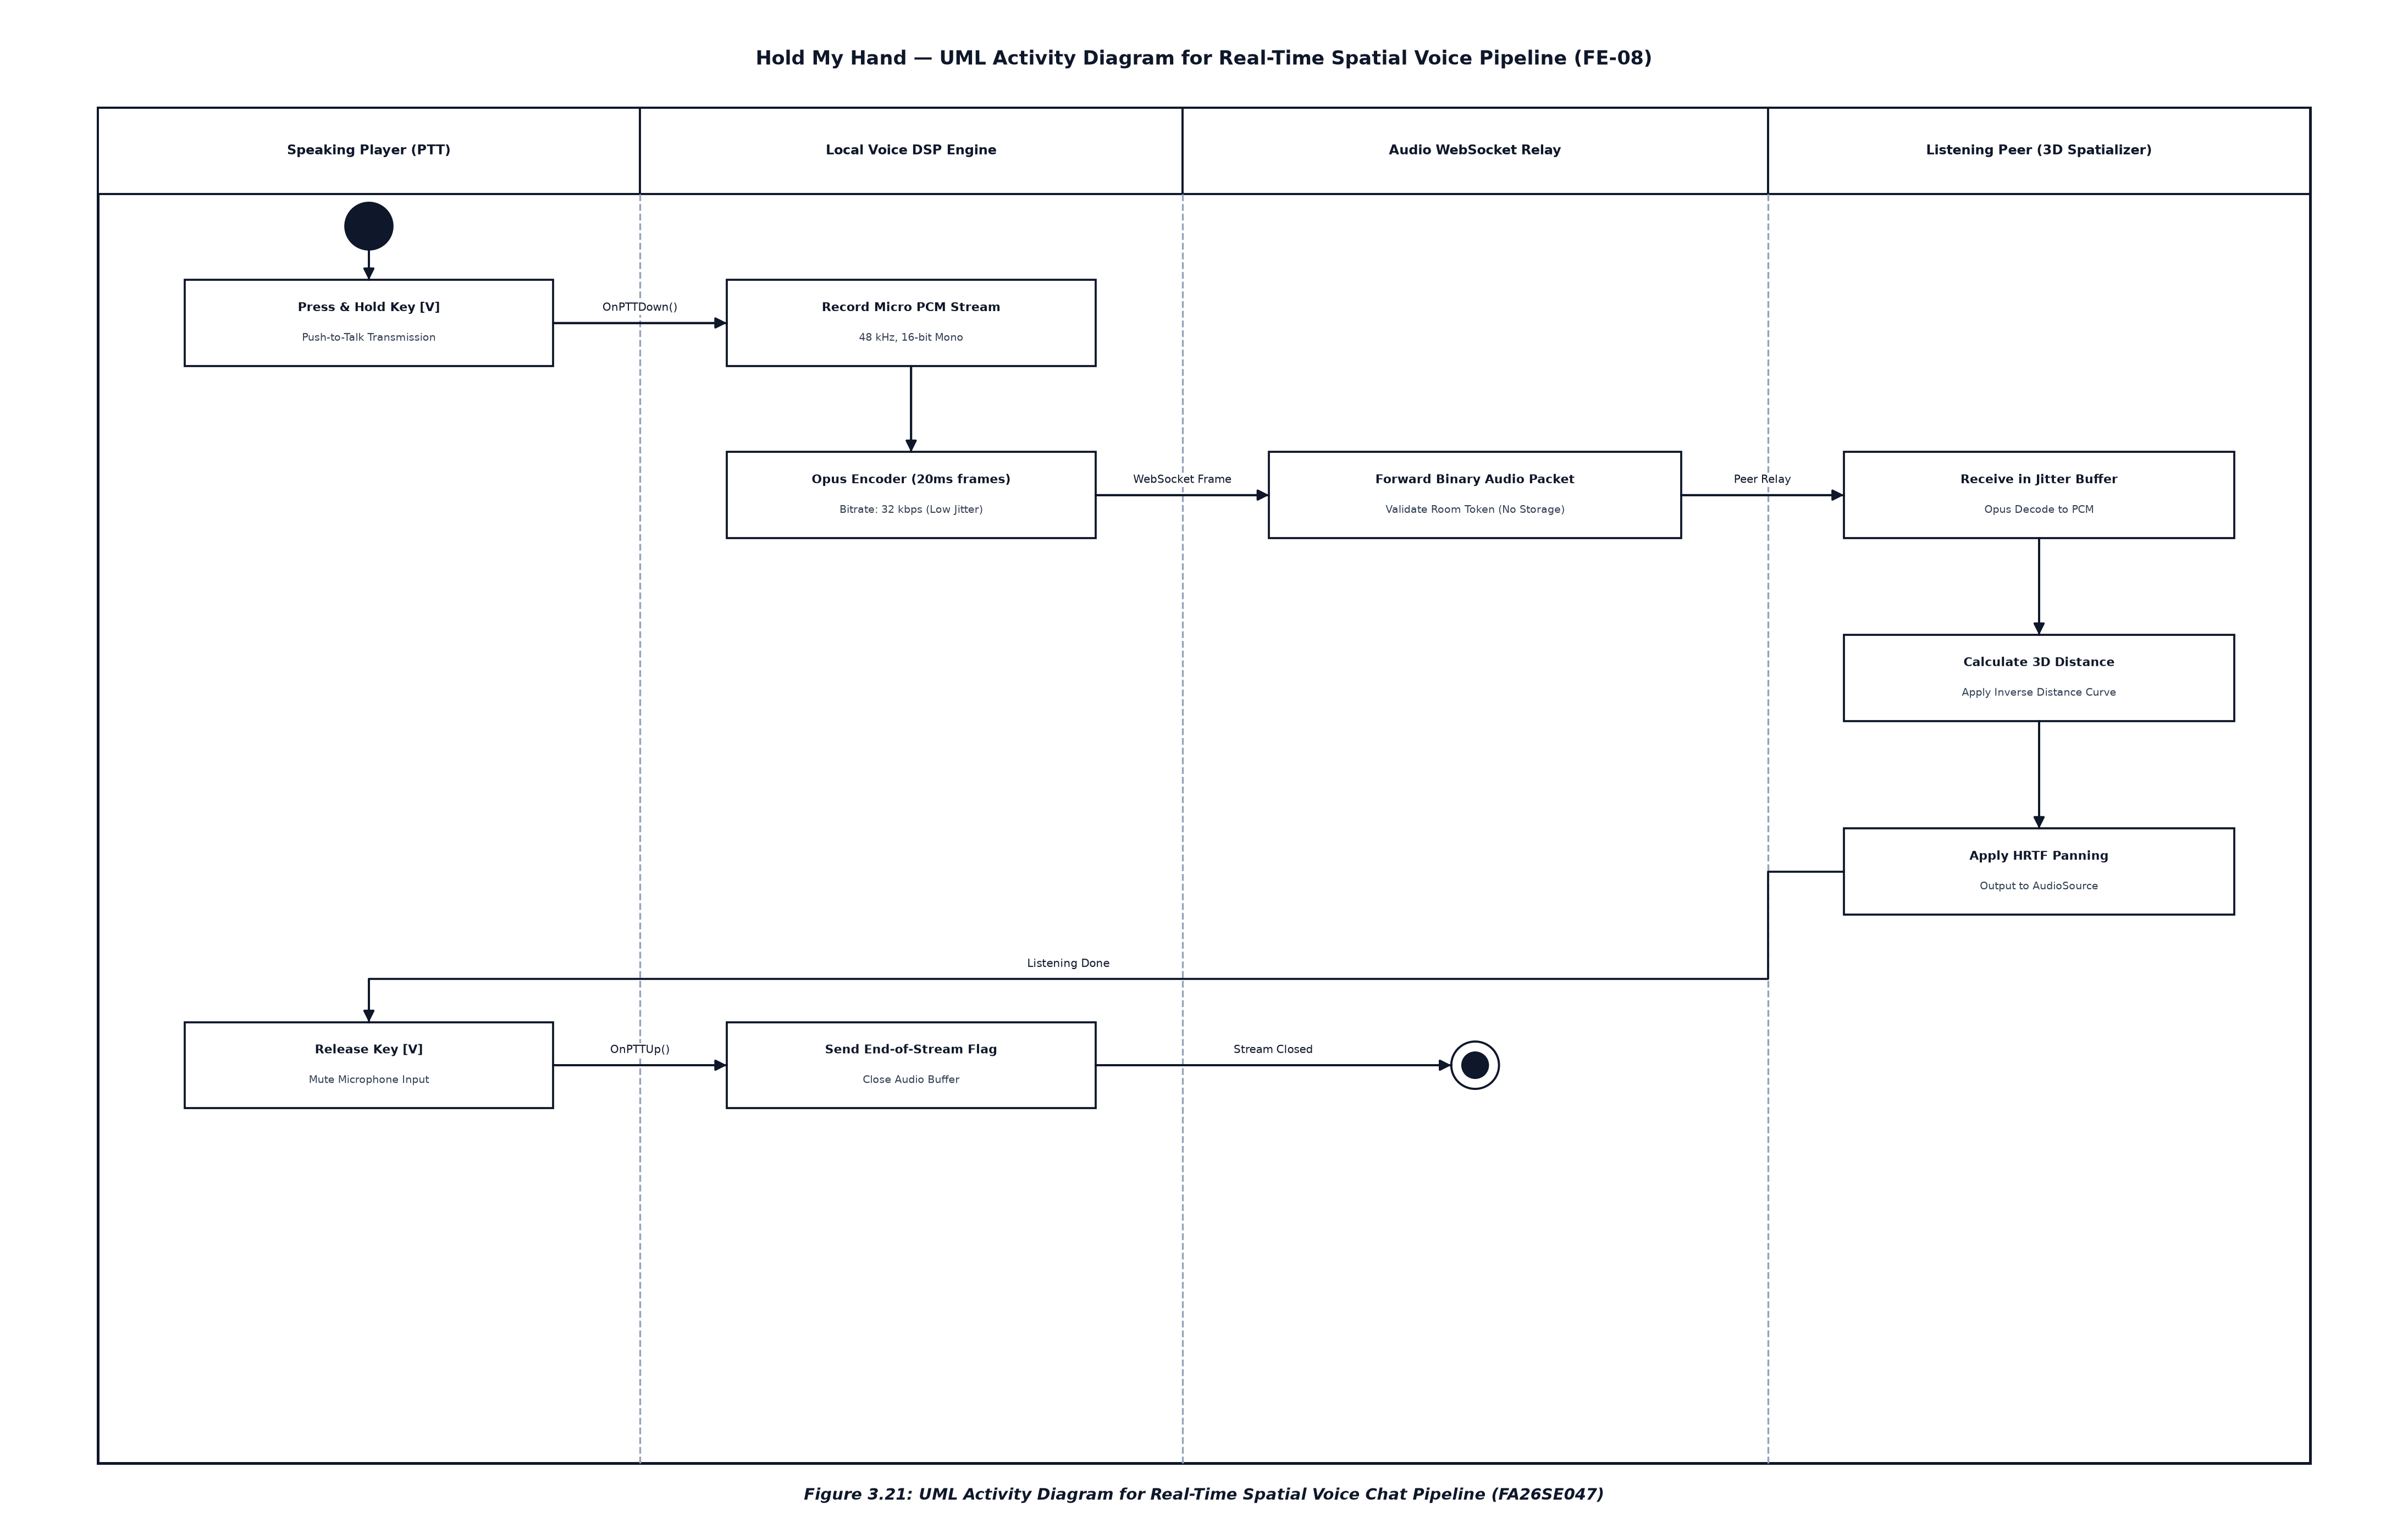 Hold My Hand — UML Activity Diagram for Real-Time Spatial Voice Pipeline (FE-08)
Speaking Player (PTT)
Local Voice DSP Engine
Audio WebSocket Relay
Listening Peer (3D Spatializer)
Press & Hold Key [V]
Push-to-Talk Transmission
OnPTTDown()
Record Micro PCM Stream
48 kHz, 16-bit Mono
Opus Encoder (20ms frames)
Bitrate: 32 kbps (Low Jitter)
WebSocket Frame
Forward Binary Audio Packet
Validate Room Token (No Storage)
Peer Relay
Receive in Jitter Buffer
Opus Decode to PCM
Calculate 3D Distance
Apply Inverse Distance Curve
Apply HRTF Panning
Output to AudioSource
Listening Done
Release Key [V]
Mute Microphone Input
OnPTTUp()
Send End-of-Stream Flag
Close Audio Buffer
Stream Closed
Figure 3.21: UML Activity Diagram for Real-Time Spatial Voice Chat Pipeline (FA26SE047)